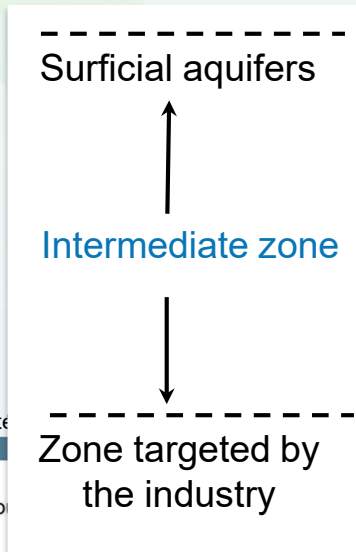 Surficial aquifers
Intermediate zone
Zone targeted by
the industry